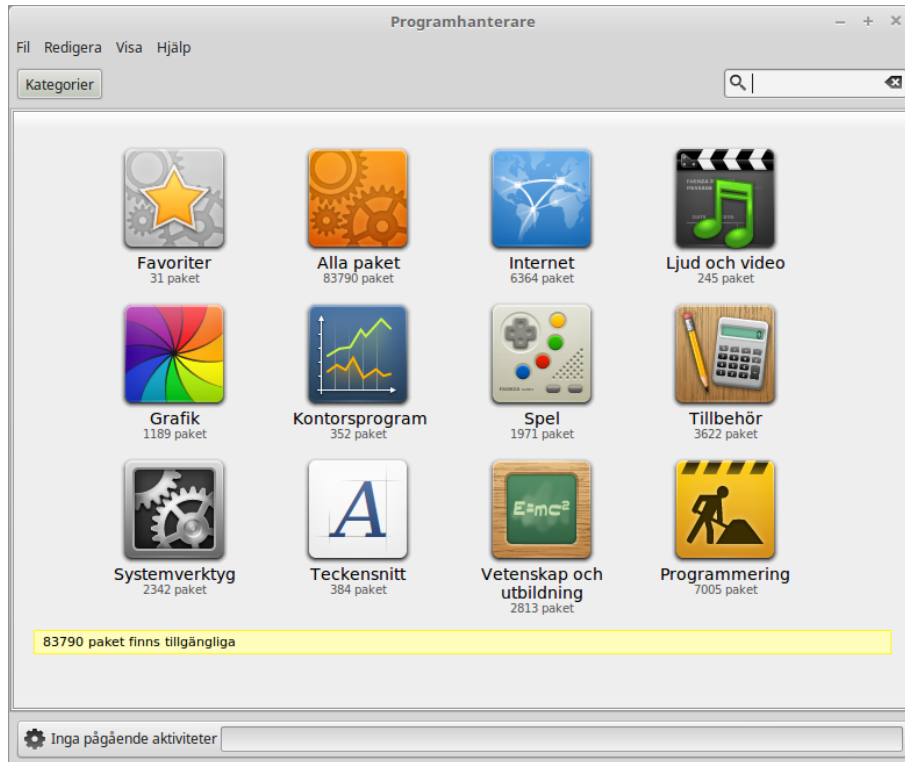 Programhanterare
Fil Redigera Visa Hjälp
Kategorier
Favoriter
31 paket
Alla paket
83790 paket
Internet
6364 paket
Ljud och video
245 paket
Grafik
1189 paket
Kontorsprogram
352 paket
Spel
1971 paket
Tillbehör
3622 paket
Systemverktyg
2342 paket
A
Teckensnitt
384 paket
E=mc²
Vetenskap och
utbildning
2813 paket
Programmering
7005 paket
83790 paket finns tillgängliga
Inga pågående aktiviteter